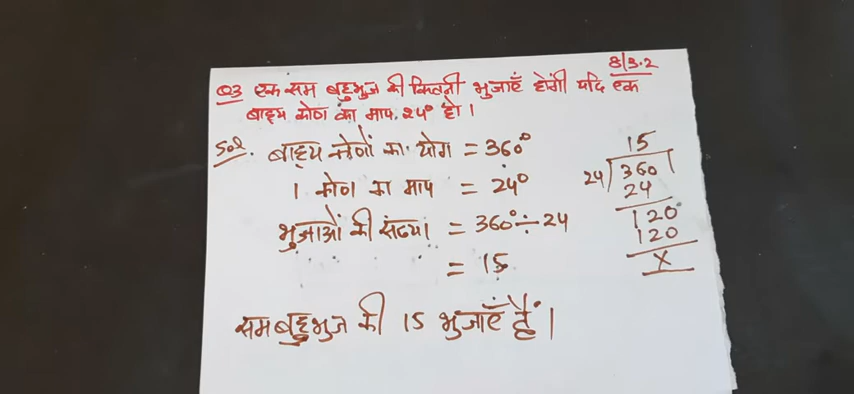 8/3.2
Q3 एक सम बहुभुज की कितनी भुजाएँ होंगी यदि एक
बाह्य कोण का माप 24° हो।
Sol. बाह्य कोणों का योग = 360°
1 कोण का माप = 24°
भुजाओं की संख्या = 360° ÷ 24
= 15
सम बहुभुज की 15 भुजाएँ हैं।
15
24) 360
24
120
120
X